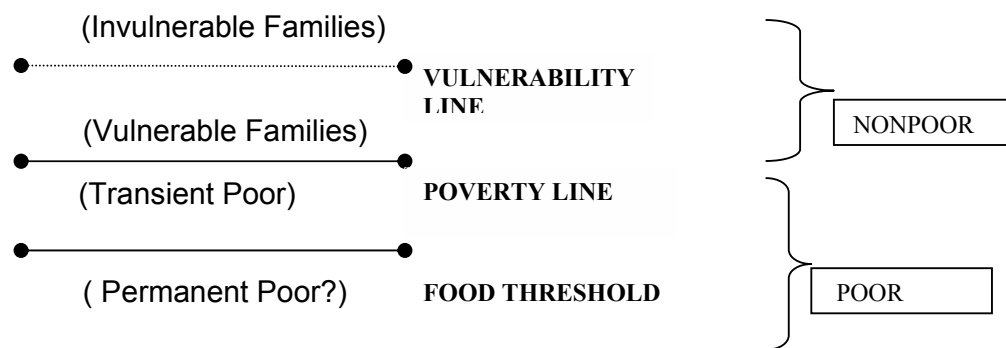 (Invulnerable Families)
VULNERABILITY
LINE
NONPOOR
(Vulnerable Families)
(Transient Poor)
POVERTY LINE
( Permanent Poor?)
FOOD THRESHOLD
POOR